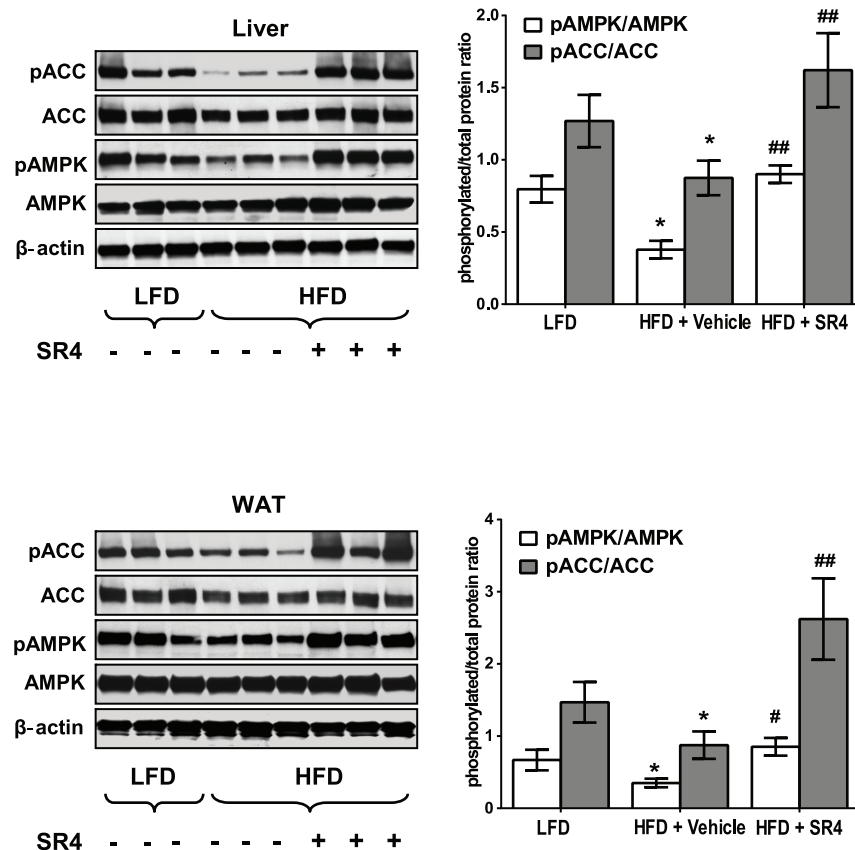 Liver
pACC
ACC
pAMPK
AMPK
β-actin
LFD HFD
SR4 - - - - - - + + +
2.0
1.5
1.0
0.5
0.0
phosphorylated/total protein ratio
pAMPK/AMPK
pACC/ACC
*
*
##
##
LFD HFD + Vehicle HFD + SR4
WAT
pACC
ACC
pAMPK
AMPK
β-actin
LFD HFD
SR4 - - - - - - + + +
4
3
2
1
0
phosphorylated/total protein ratio
pAMPK/AMPK
pACC/ACC
*
*
#
##
LFD HFD + Vehicle HFD + SR4